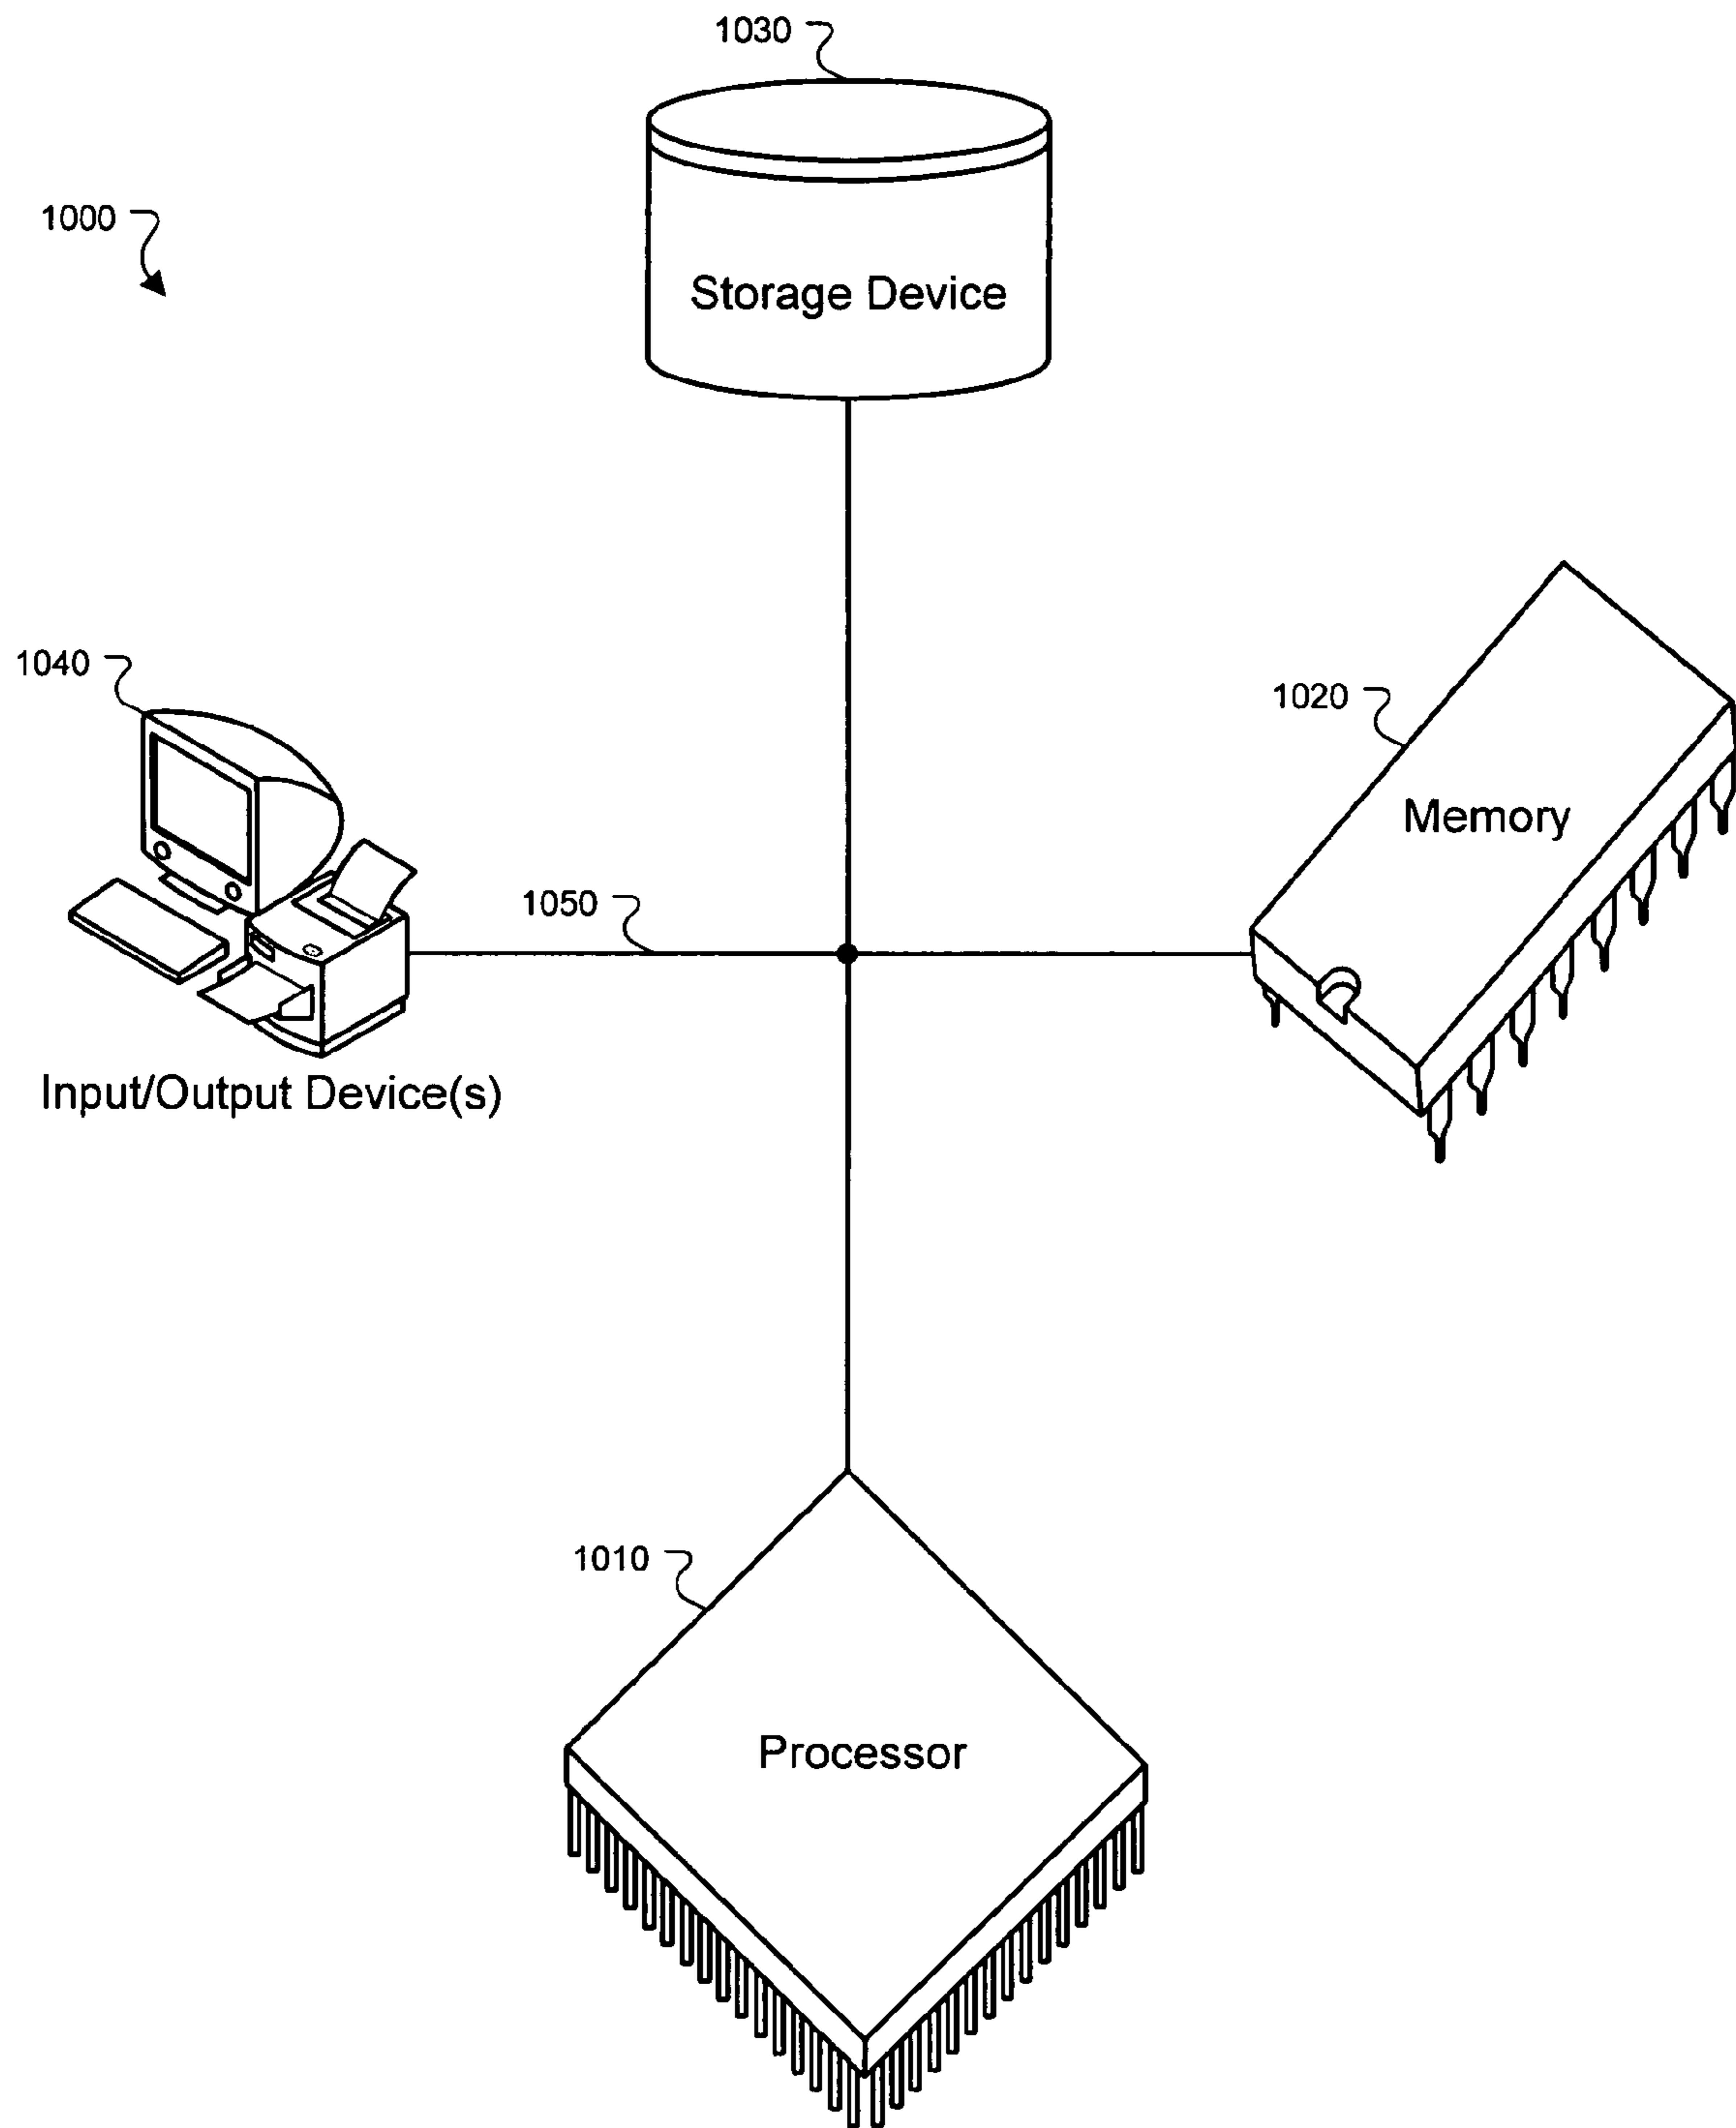 1030
1000
Storage Device
1040
1020
Memory
1050
Input/Output Device(s)
1010
Processor